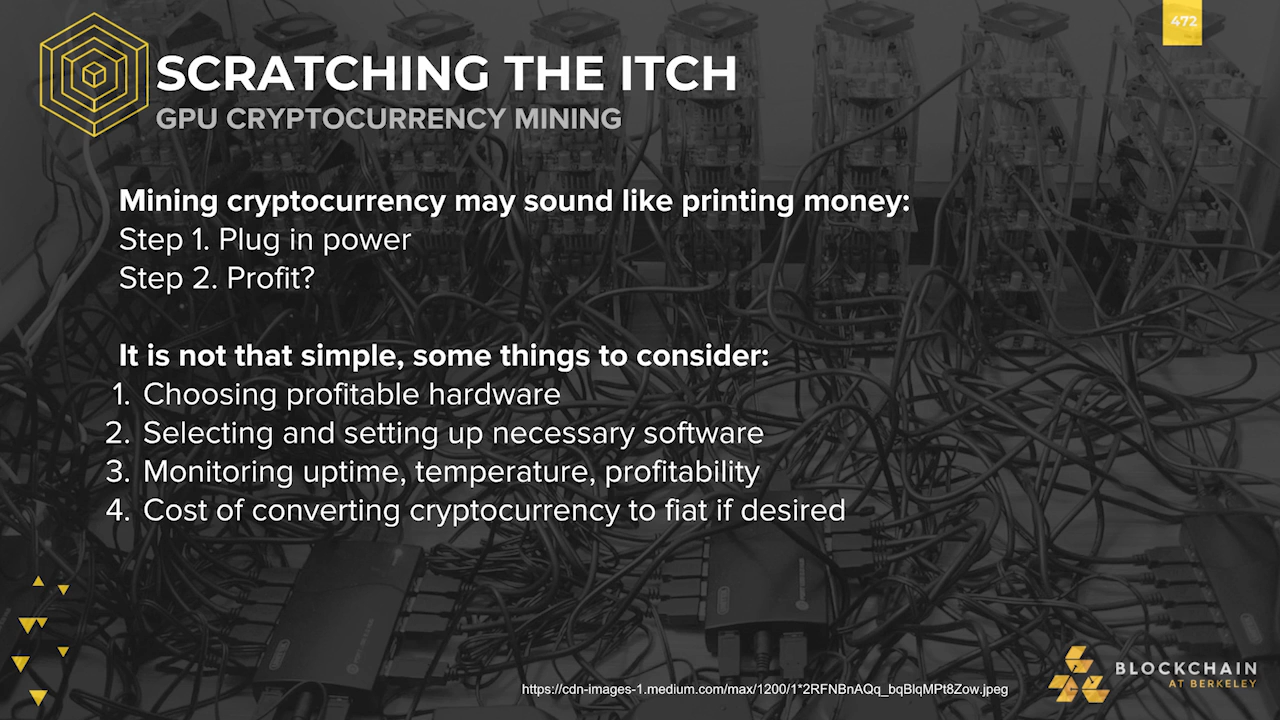 472
SCRATCHING THE ITCH
GPU CRYPTOCURRENCY MINING
Mining cryptocurrency may sound like printing money:
Step 1. Plug in power
Step 2. Profit?
It is not that simple, some things to consider:
1. Choosing profitable hardware
2. Selecting and setting up necessary software
3. Monitoring uptime, temperature, profitability
4. Cost of converting cryptocurrency to fiat if desired
https://cdn-images-1.medium.com/max/1200/1*2RFNBnAQq_bqBlqMPt8Zow.jpeg
BLOCKCHAIN
AT BERKELEY